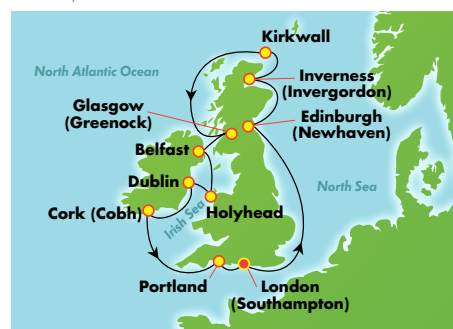 Kirkwall
North Atlantic Ocean
Inverness
(Invergordon)
Glasgow
(Greenock)
Edinburgh
(Newhaven)
Belfast
Dublin
North Sea
Irish Sea
Cork (Cobh)
Holyhead
Portland
London
(Southampton)